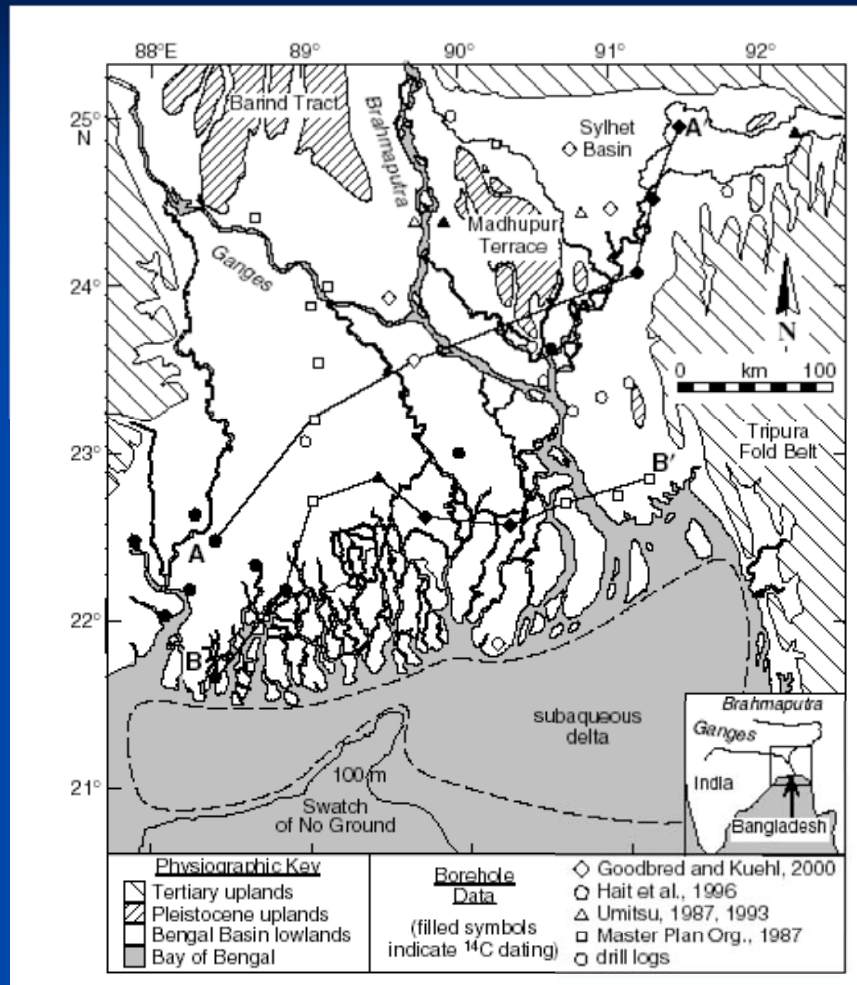 88°E 89° 90° 91° 92°
25°
N
24°
23°
22°
21°
Barind Tract
Brahmaputra
Sylhet
Basin
A′
Madhupur
Terrace
Ganges
N
0 km 100
Tripura
Fold Belt
B′
A
B
subaqueous
delta
100 m
Swatch
of No Ground
Brahmaputra
Ganges
India
Bangladesh
Physiographic Key
Tertiary uplands
Pleistocene uplands
Bengal Basin lowlands
Bay of Bengal
Borehole
Data
(filled symbols
indicate ¹⁴C dating)
Goodbred and Kuehl, 2000
Hait et al., 1996
Umitsu, 1987, 1993
Master Plan Org., 1987
drill logs